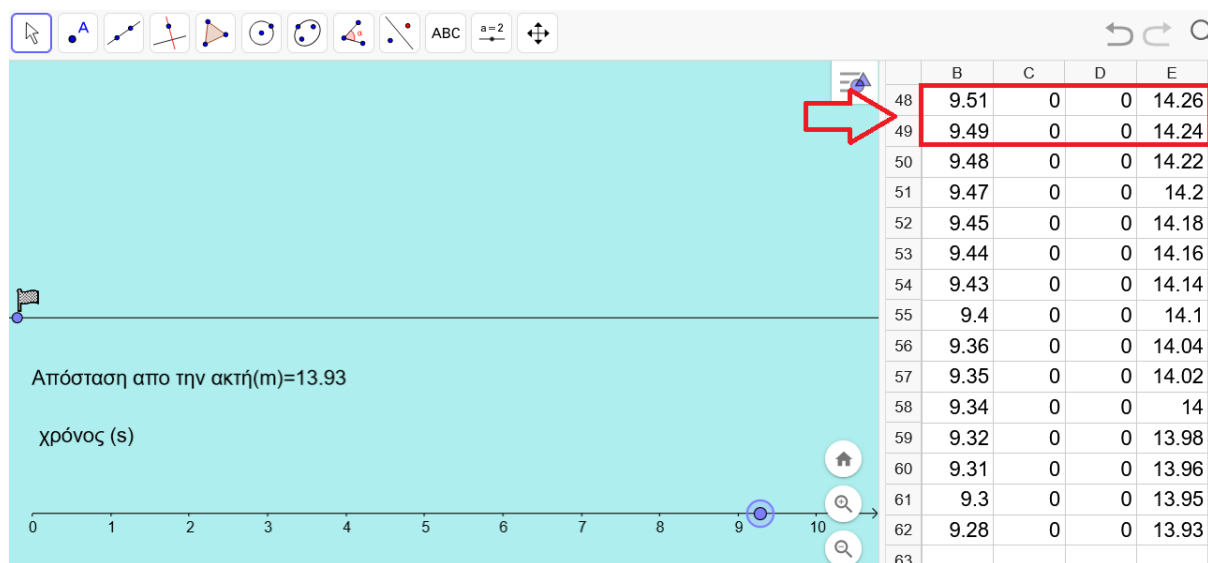 A
α
ABC
a=2
B C D E
48 9.51 0 0 14.26
49 9.49 0 0 14.24
50 9.48 0 0 14.22
51 9.47 0 0 14.2
52 9.45 0 0 14.18
53 9.44 0 0 14.16
54 9.43 0 0 14.14
55 9.4 0 0 14.1
56 9.36 0 0 14.04
57 9.35 0 0 14.02
58 9.34 0 0 14
59 9.32 0 0 13.98
60 9.31 0 0 13.96
61 9.3 0 0 13.95
62 9.28 0 0 13.93
63
Απόσταση απο την ακτή(m)=13.93
χρόνος (s)
0 1 2 3 4 5 6 7 8 9 10